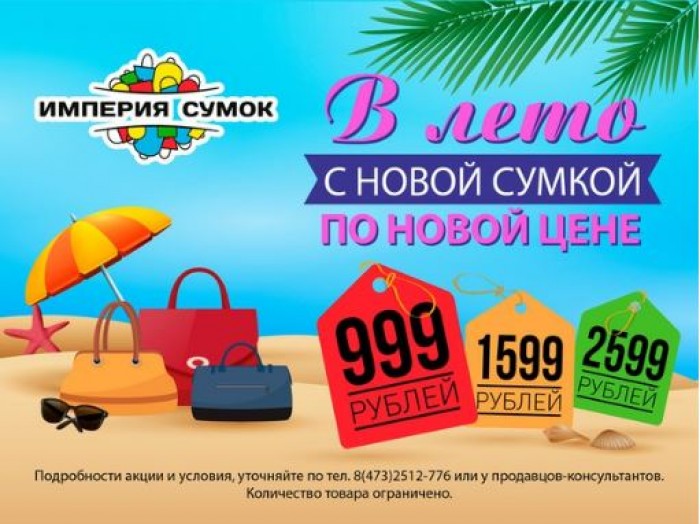 ИМПЕРИЯ СУМОК
В лето
С НОВОЙ СУМКОЙ
ПО НОВОЙ ЦЕНЕ
999
РУБЛЕЙ
1599
РУБЛЕЙ
2599
РУБЛЕЙ
Подробности акции и условия, уточняйте по тел. 8(473)2512-776 или у продавцов-консультантов.
Количество товара ограничено.